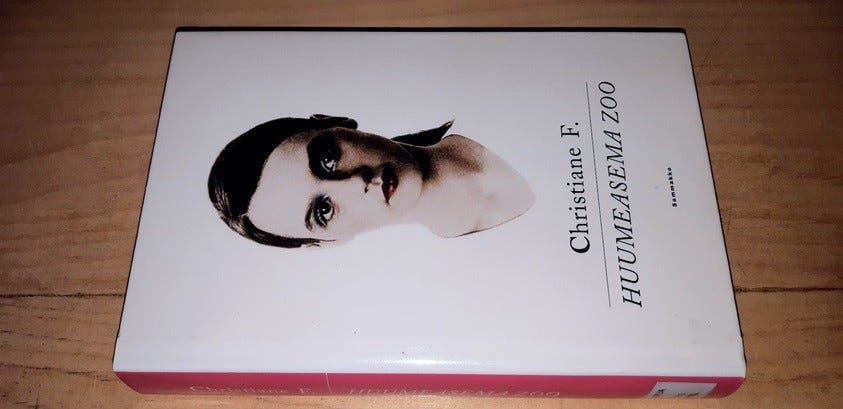 Christiane F.
HUUMEASEMA ZOO
Sammakko
Christiane F. HUUMEASEMA ZOO